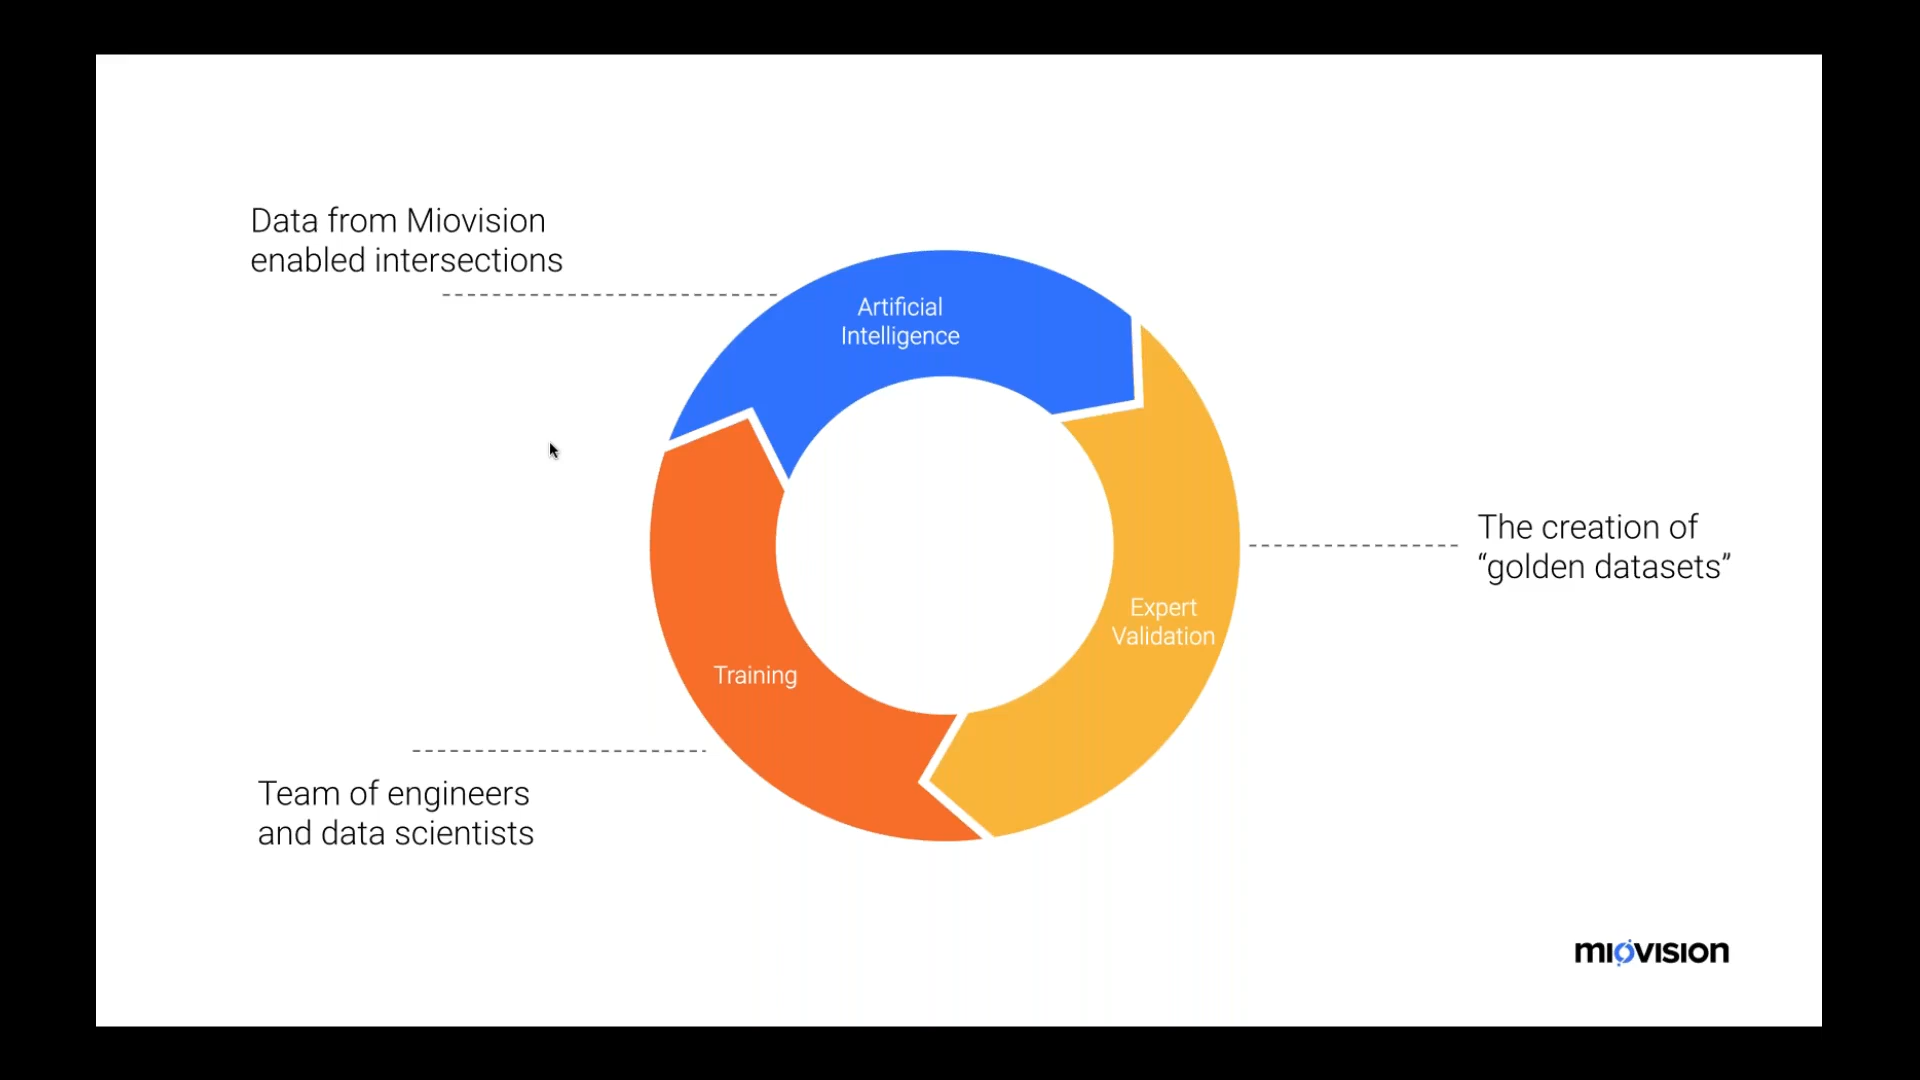 Data from Miovision
enabled intersections
Artificial
Intelligence
The creation of
“golden datasets”
Expert
Validation
Training
Team of engineers
and data scientists
miovision